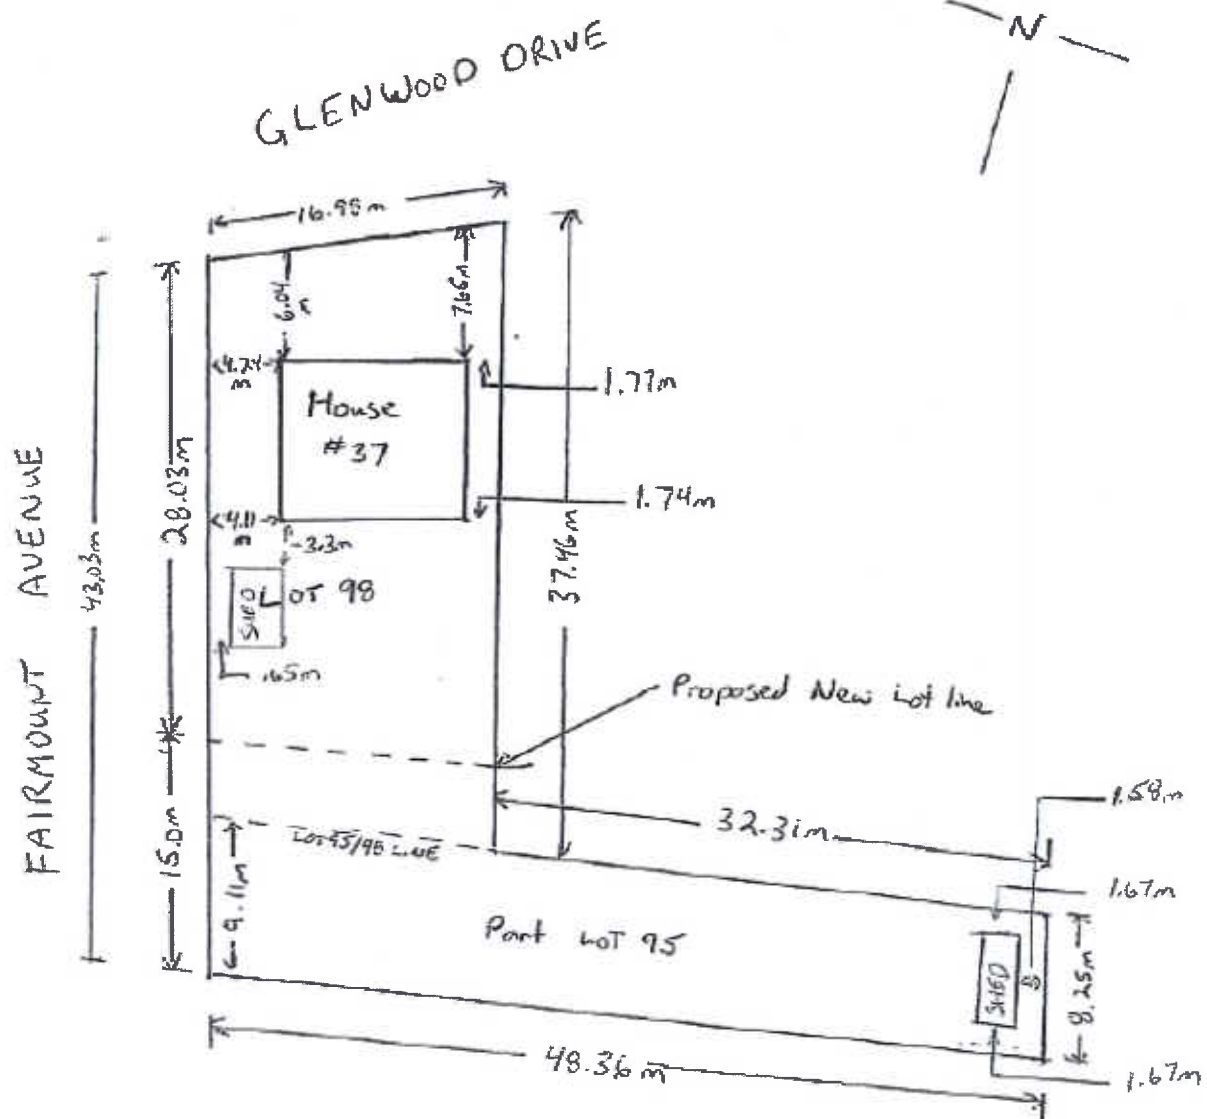 N
GLENWOOD DRIVE
16.98m
6.04
m
7.66m
4.24
m
1.77m
House
#37
1.74m
4.11
m
3.3m
28.03m
43.03m
FAIRMOUNT AVENUE
37.46m
SHED
LOT 98
.65m
Proposed New Lot line
1.58m
32.31m
15.0m
LOT 95/98 LINE
9.11m
1.67m
Part LOT 95
SHED
8.25m
48.36m
1.67m